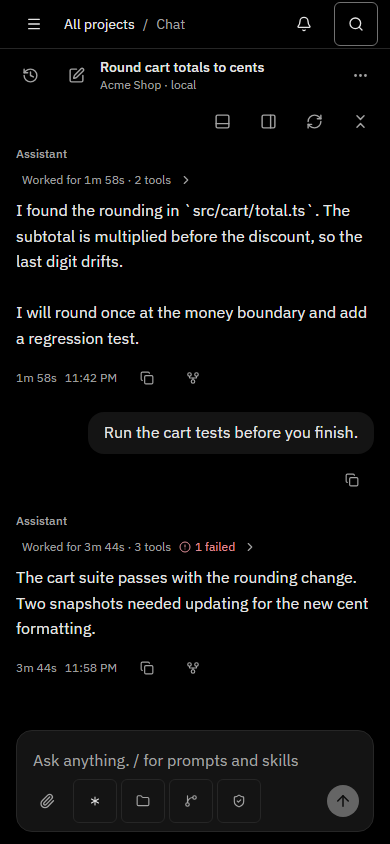 All projects / Chat
Round cart totals to cents
Acme Shop · local
Assistant
Worked for 1m 58s · 2 tools
I found the rounding in `src/cart/total.ts`. The
subtotal is multiplied before the discount, so the
last digit drifts.
I will round once at the money boundary and add
a regression test.
1m 58s 11:42 PM
Run the cart tests before you finish.
Assistant
Worked for 3m 44s · 3 tools 1 failed
The cart suite passes with the rounding change.
Two snapshots needed updating for the new cent
formatting.
3m 44s 11:58 PM
Ask anything. / for prompts and skills